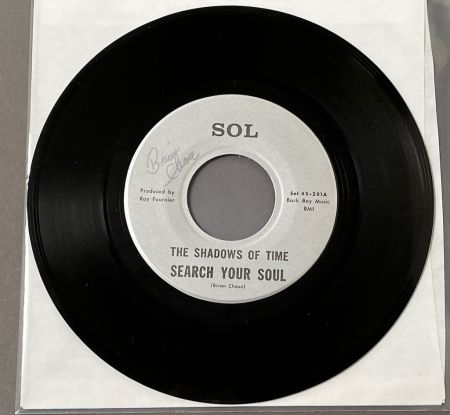 SOL
Brian
Chase
Produced by
Ray Fournier
Sol 45-201A
Back Bay Music
BMI
THE SHADOWS OF TIME
SEARCH YOUR SOUL
(Brian Chase)